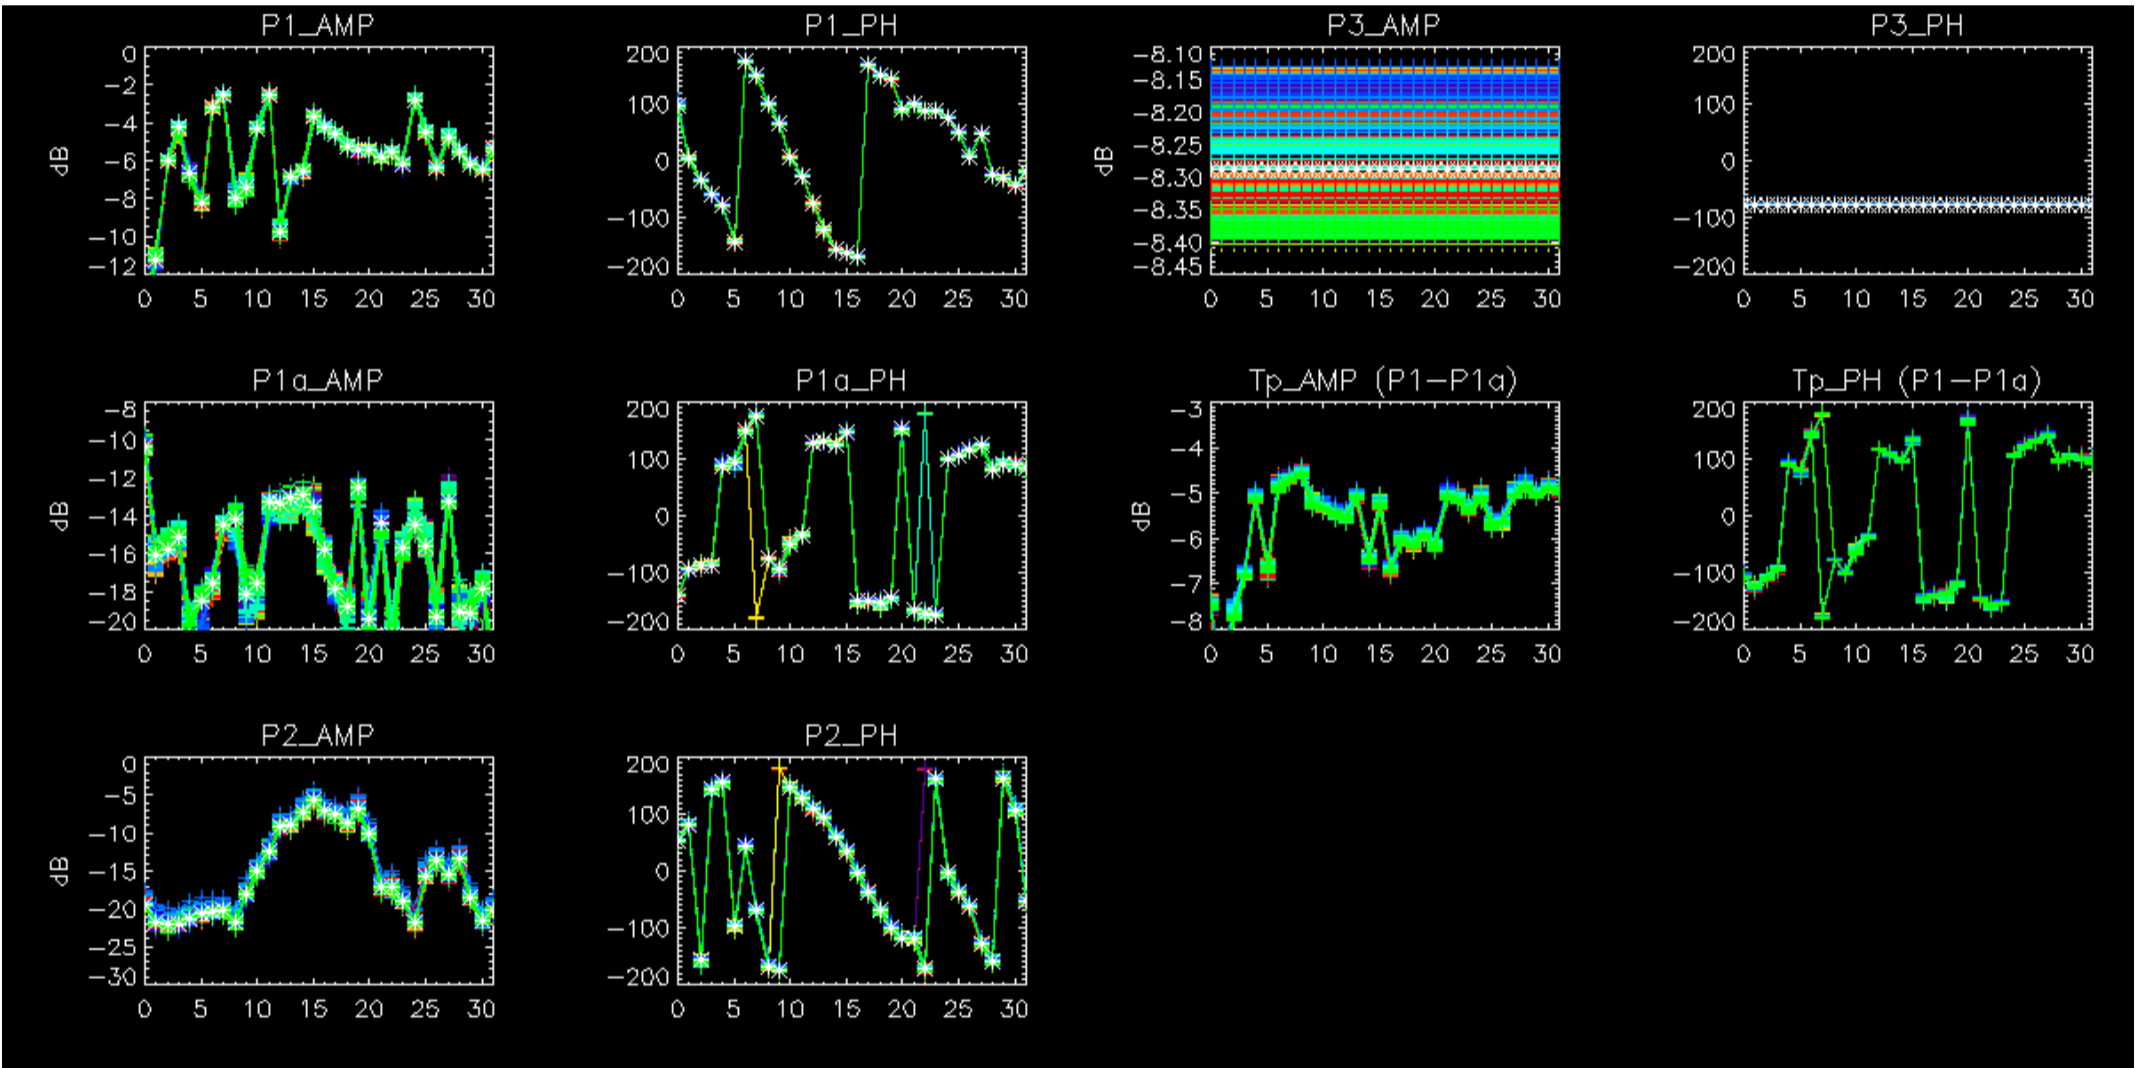 P1_AMP P1_PH P3_AMP P3_PH
0 200 -8.10 200
-2 -8.15
-4 100 -8.20 100
dB -6 0 dB -8.25 0
-8 -8.30
-10 -100 -8.35 -100
-12 -200 -8.40 -200
-8.45
0 5 10 15 20 25 30 0 5 10 15 20 25 30 0 5 10 15 20 25 30 0 5 10 15 20 25 30
P1a_AMP P1a_PH Tp_AMP (P1-P1a) Tp_PH (P1-P1a)
-8 200 -3 200
-10 100 -4 100
-12
dB -14 0 dB -5 0
-16 -6
-18 -100 -7 -100
-20 -200 -8 -200
0 5 10 15 20 25 30 0 5 10 15 20 25 30 0 5 10 15 20 25 30 0 5 10 15 20 25 30
P2_AMP P2_PH
0 200
-5 100
-10
dB -15 0
-20 -100
-25
-30 -200
0 5 10 15 20 25 30 0 5 10 15 20 25 30